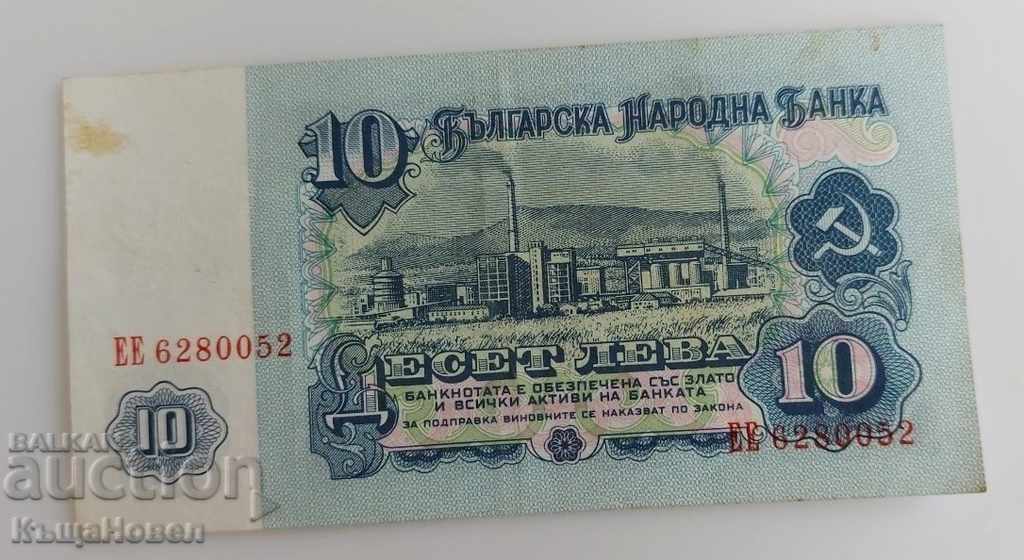 10 БЪЛГАРСКА НАРОДНА БАНКА
ЕЕ 6280052
ДЕСЕТ ЛЕВА
БАНКНОТАТА Е ОБЕЗПЕЧЕНА СЪС ЗЛАТО
И ВСИЧКИ АКТИВИ НА БАНКАТА
ЗА ПОДПРАВКА ВИНОВНИТЕ СЕ НАКАЗВАТ ПО ЗАКОНА
10
10
ЕЕ 6280052
BALKAN
auction
КъщаНовел